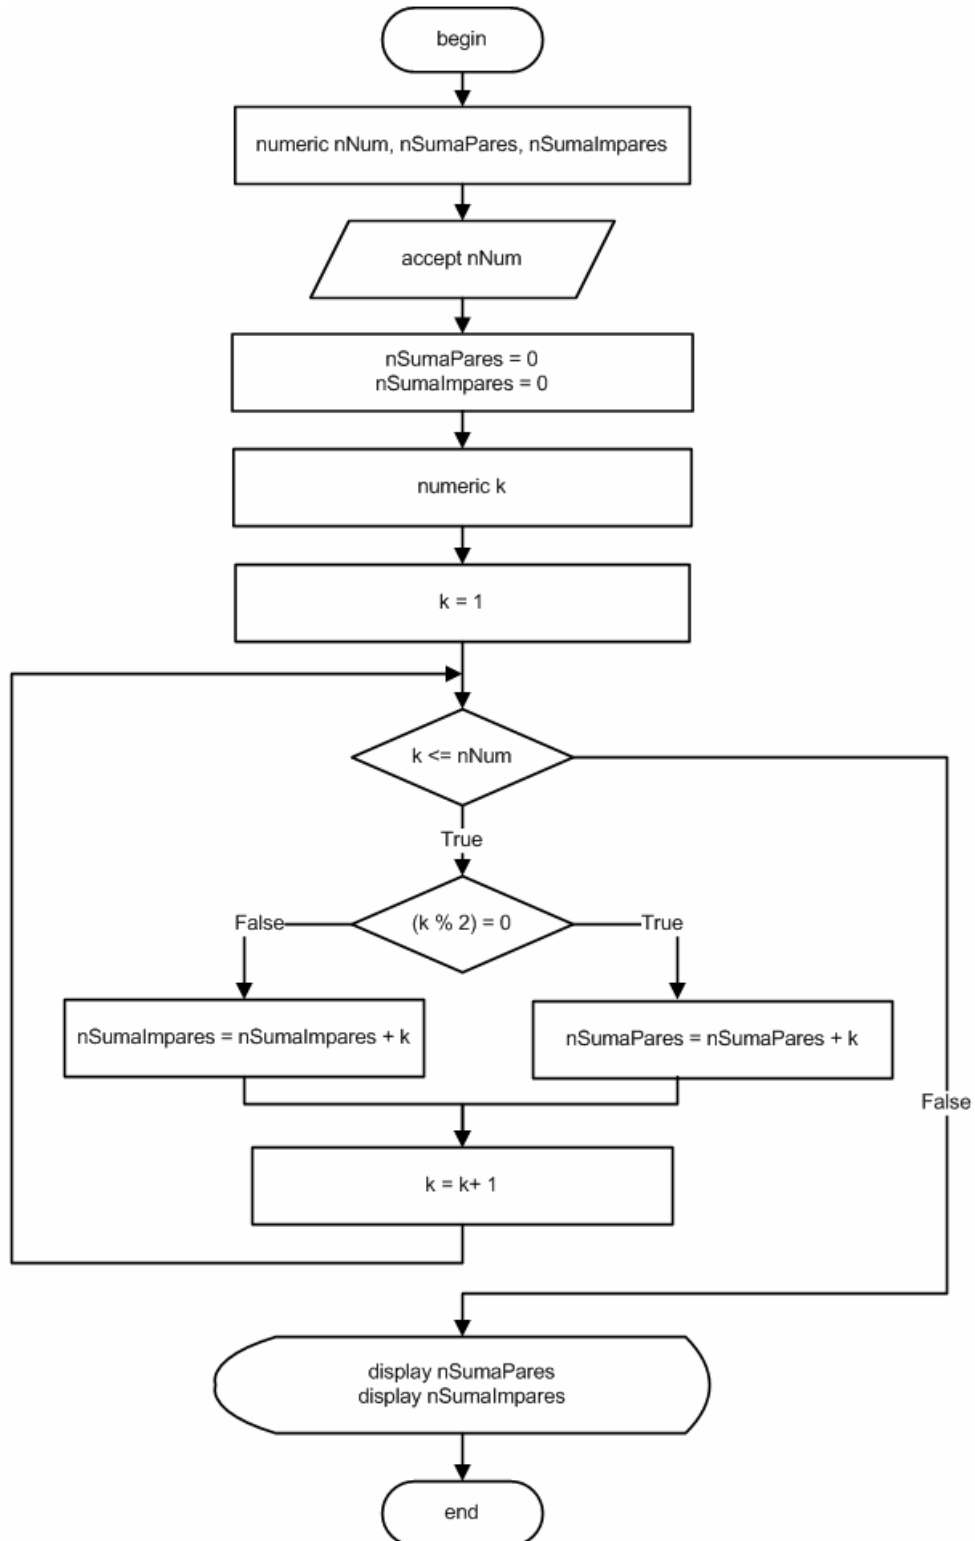 begin
numeric nNum, nSumaPares, nSumaImpares
accept nNum
nSumaPares = 0
nSumaImpares = 0
numeric k
k = 1
k <= nNum
True
(k % 2) = 0
False
True
nSumaImpares = nSumaImpares + k
nSumaPares = nSumaPares + k
False
k = k+ 1
display nSumaPares
display nSumaImpares
end